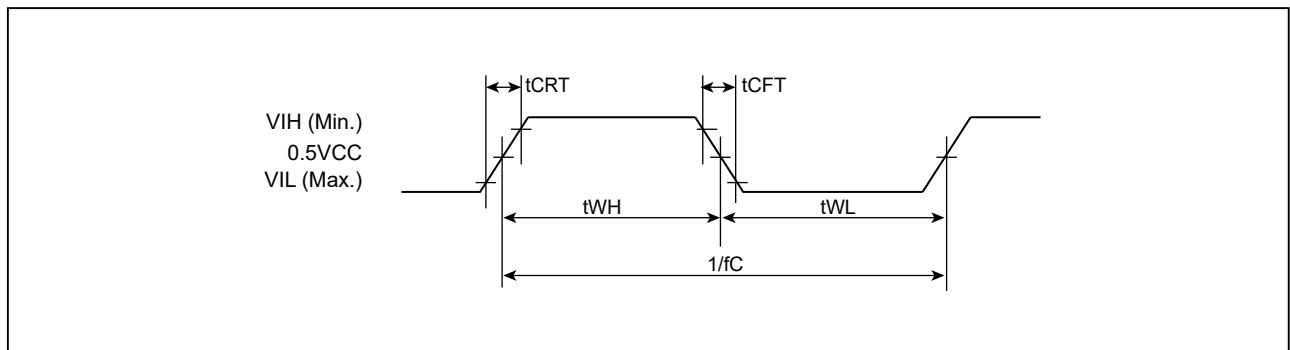 tCRT
tCFT
VIH (Min.)
0.5VCC
VIL (Max.)
tWH
tWL
1/fC